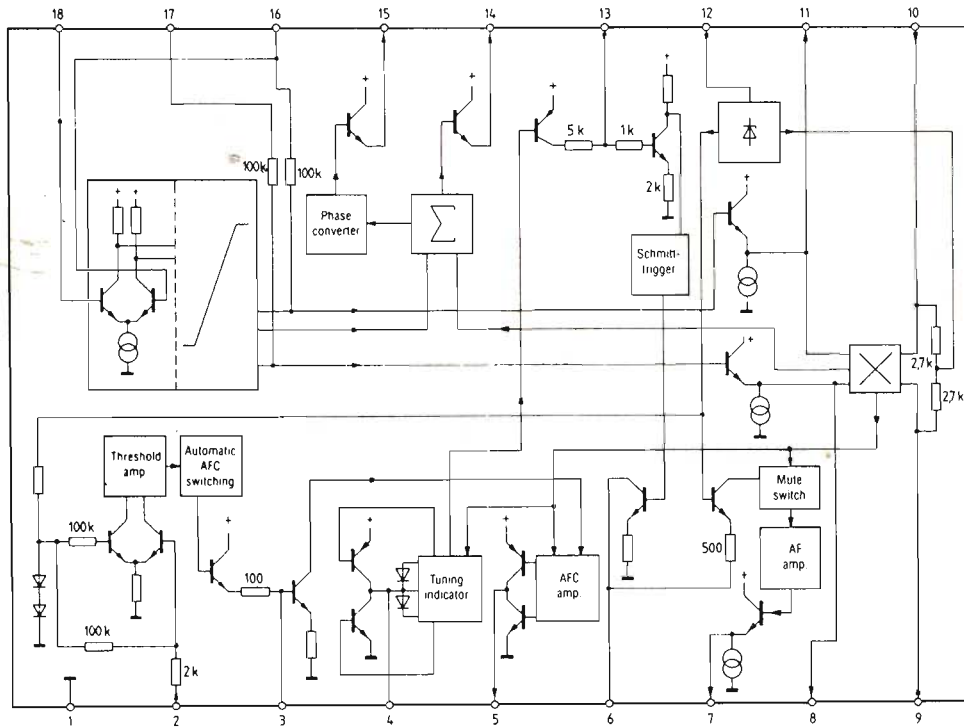 18 17 16 15 14 13 12 11 10
+
+
+
+
5 k
1 k
100k
100k
2 k
+
+ +
Phase
converter
Σ
Schmitt-
trigger
+
2,7 k
2,7 k
Threshold
amp
Automatic
AFC
switching
Mute
switch
100k
+
+
+
500
AF
amp.
100
Tuning
indicator
AFC
amp.
+
100k
2 k
1 2 3 4 5 6 7 8 9